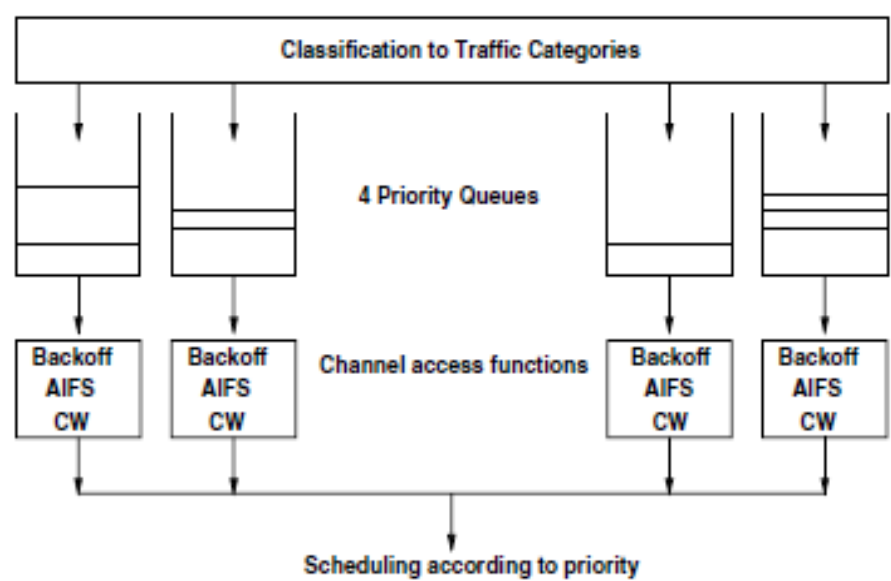 Classification to Traffic Categories
4 Priority Queues
Backoff
AIFS
CW
Backoff
AIFS
CW
Channel access functions
Backoff
AIFS
CW
Backoff
AIFS
CW
Scheduling according to priority